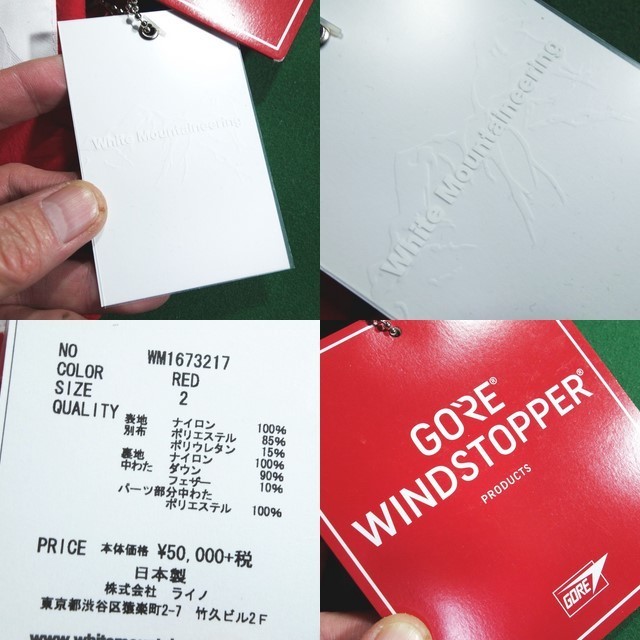 White Mountaineering
White Mountaineering
NO WM1673217
COLOR RED
SIZE 2
QUALITY
表地 ナイロン 100%
別布 ポリエステル 85%
ポリウレタン 15%
裏地 ナイロン 100%
中わた ダウン 90%
フェザー 10%
パーツ部分中わた
ポリエステル 100%
PRICE 本体価格 ¥50,000+税
日本製
株式会社 ライノ
東京都渋谷区猿楽町2-7 竹久ビル2F
GORE®
WINDSTOPPER®
PRODUCTS
GORE